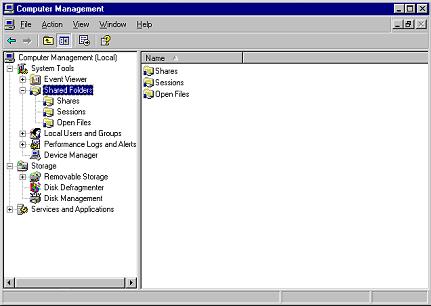 Computer Management
File Action View Window Help
Computer Management (Local)
System Tools
Event Viewer
Shared Folders
Shares
Sessions
Open Files
Local Users and Groups
Performance Logs and Alerts
Device Manager
Storage
Removable Storage
Disk Defragmenter
Disk Management
Services and Applications
Name
Shares
Sessions
Open Files